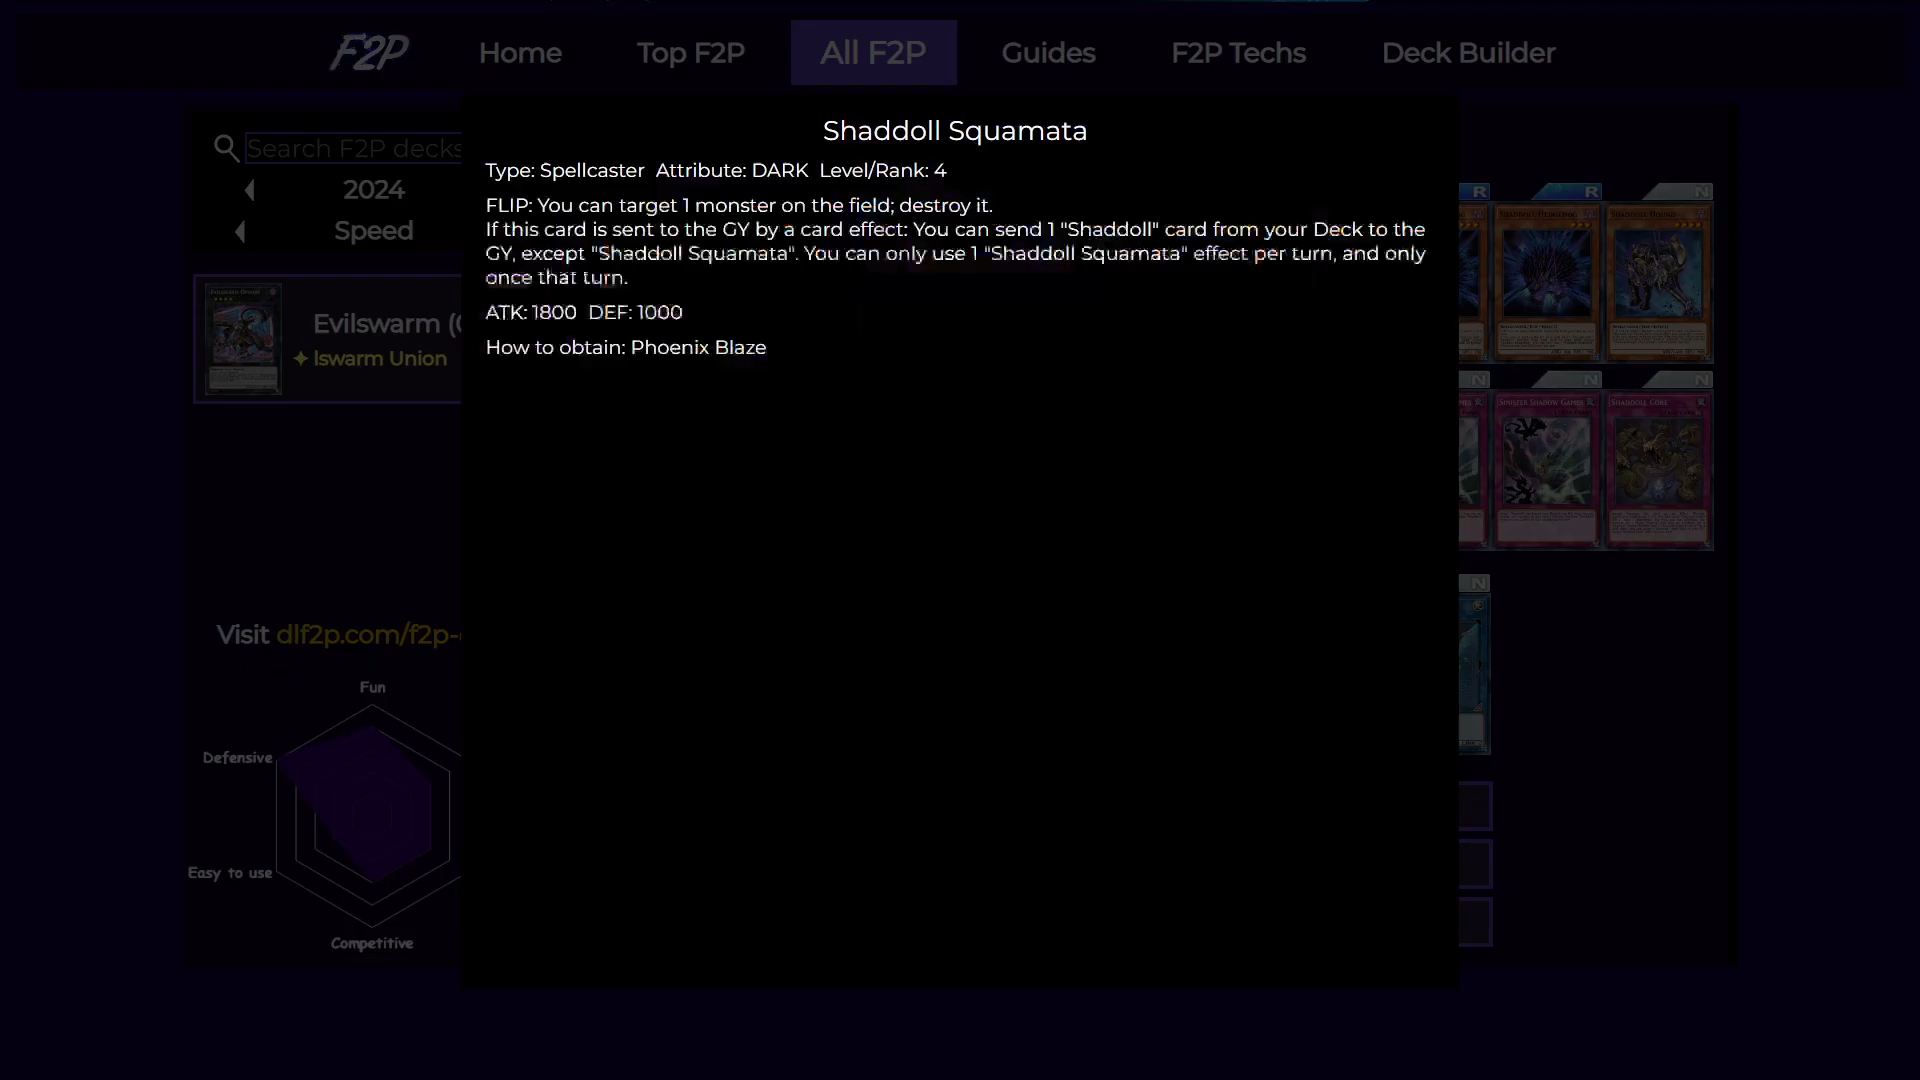 F2P Home Top F2P All F2P Guides F2P Techs Deck Builder
Search F2P decks
2024
Speed
Evilswarm (
Iswarm Union
Visit dlf2p.com/f2p-
Fun
Defensive
Easy to use
Competitive
Shaddoll Squamata
Type: Spellcaster Attribute: DARK Level/Rank: 4
FLIP: You can target 1 monster on the field; destroy it.
If this card is sent to the GY by a card effect: You can send 1 "Shaddoll" card from your Deck to the
GY, except "Shaddoll Squamata". You can only use 1 "Shaddoll Squamata" effect per turn, and only
once that turn.
ATK: 1800 DEF: 1000
How to obtain: Phoenix Blaze
R R N
N N N
SINISTER SHADOW GAMES SHADDOLL CORE
N